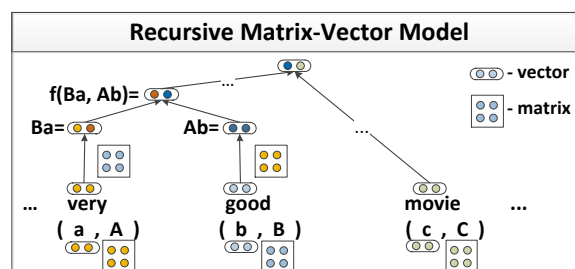 Recursive Matrix-Vector Model
...
- vector
f(Ba, Ab)=
- matrix
Ba= Ab= ...
... very good movie ...
( a , A ) ( b , B ) ( c , C )